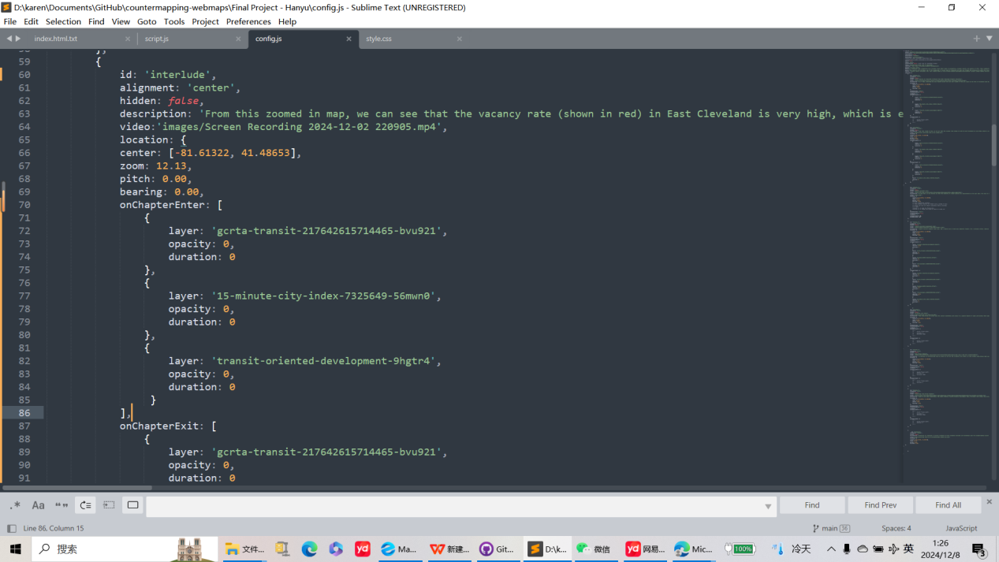 D:\karen\Documents\GitHub\countermapping-webmaps\Final Project - Hanyu\config.js - Sublime Text (UNREGISTERED)
File Edit Selection Find View Goto Tools Project Preferences Help
index.html.txt script.js config.js style.css
58 },
59 {
60 id: 'interlude',
61 alignment: 'center',
62 hidden: false,
63 description: 'From this zoomed in map, we can see that the vacancy rate (shown in red) in East Cleveland is very high, which is e
64 video:'images/Screen Recording 2024-12-02 220905.mp4',
65 location: {
66 center: [-81.61322, 41.48653],
67 zoom: 12.13,
68 pitch: 0.00,
69 bearing: 0.00,
70 onChapterEnter: [
71 {
72 layer: 'gcrta-transit-217642615714465-bvu921',
73 opacity: 0,
74 duration: 0
75 },
76 {
77 layer: '15-minute-city-index-7325649-56mwn0',
78 opacity: 0,
79 duration: 0
80 },
81 {
82 layer: 'transit-oriented-development-9hgtr4',
83 opacity: 0,
84 duration: 0
85 }
86 ],
87 onChapterExit: [
88 {
89 layer: 'gcrta-transit-217642615714465-bvu921',
90 opacity: 0,
91 duration: 0
.* Aa “” Find Find Prev Find All
Line 86, Column 15 main 36 Spaces: 4 JavaScript
搜索 文件... yd Ma... 新建... Git... D:\k... 微信 yd 网易... Mic... 100% 冷天 英 1:26
2024/12/8 3